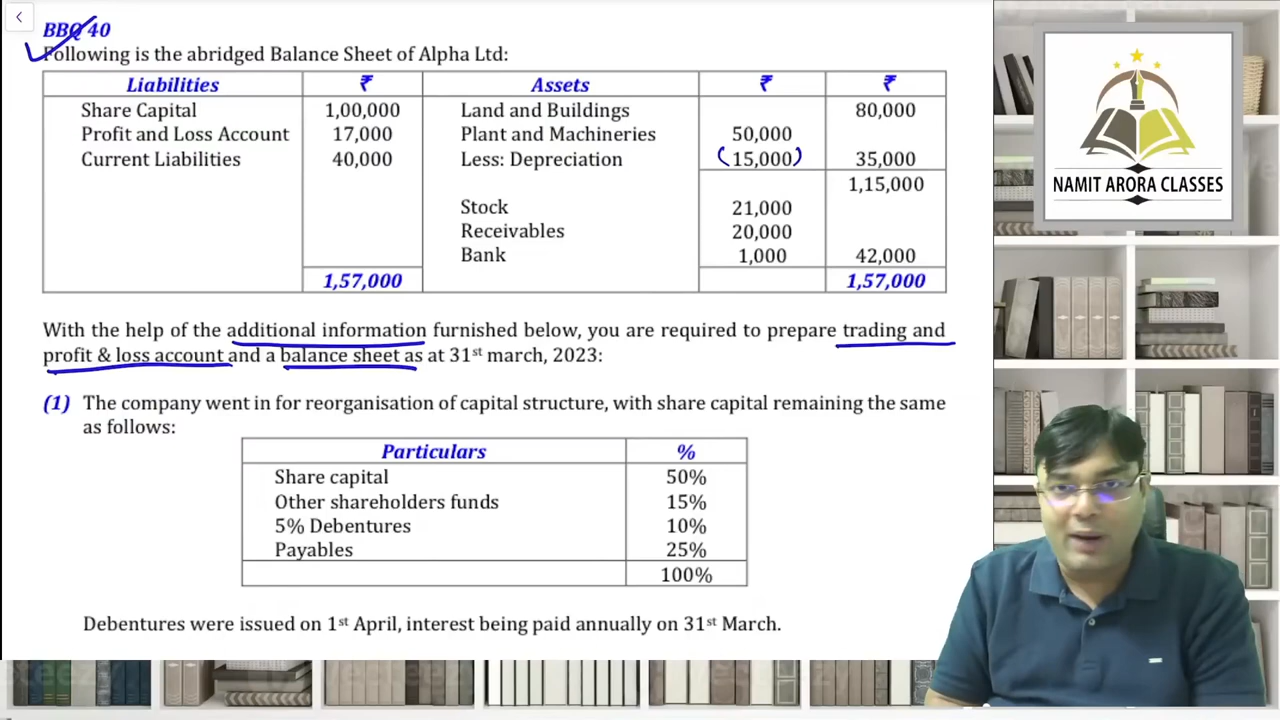 BBQ 40
Following is the abridged Balance Sheet of Alpha Ltd:
Liabilities ₹ Assets ₹ ₹
Share Capital 1,00,000 Land and Buildings 80,000
Profit and Loss Account 17,000 Plant and Machineries 50,000
Current Liabilities 40,000 Less: Depreciation (15,000) 35,000
1,15,000
Stock 21,000
Receivables 20,000
Bank 1,000 42,000
1,57,000 1,57,000
With the help of the additional information furnished below, you are required to prepare trading and
profit & loss account and a balance sheet as at 31st march, 2023:
(1) The company went in for reorganisation of capital structure, with share capital remaining the same
as follows:
Particulars %
Share capital 50%
Other shareholders funds 15%
5% Debentures 10%
Payables 25%
100%
Debentures were issued on 1st April, interest being paid annually on 31st March.
NAMIT ARORA CLASSES